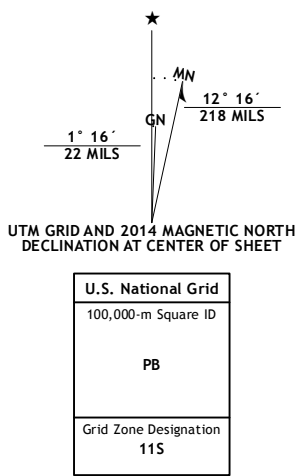 ★
MN
12° 16´
218 MILS
GN
1° 16´
22 MILS
UTM GRID AND 2014 MAGNETIC NORTH
DECLINATION AT CENTER OF SHEET
U.S. National Grid
100,000-m Square ID
PB
Grid Zone Designation
11S